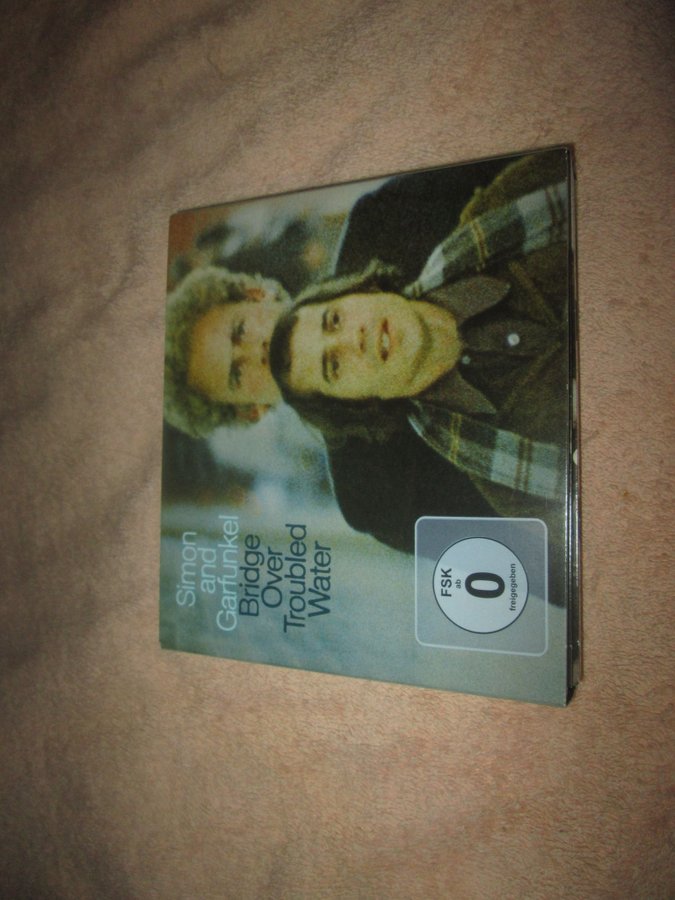 Simon
and
Garfunkel
Bridge
Over
Troubled
Water
FSK
ab
0
freigegeben